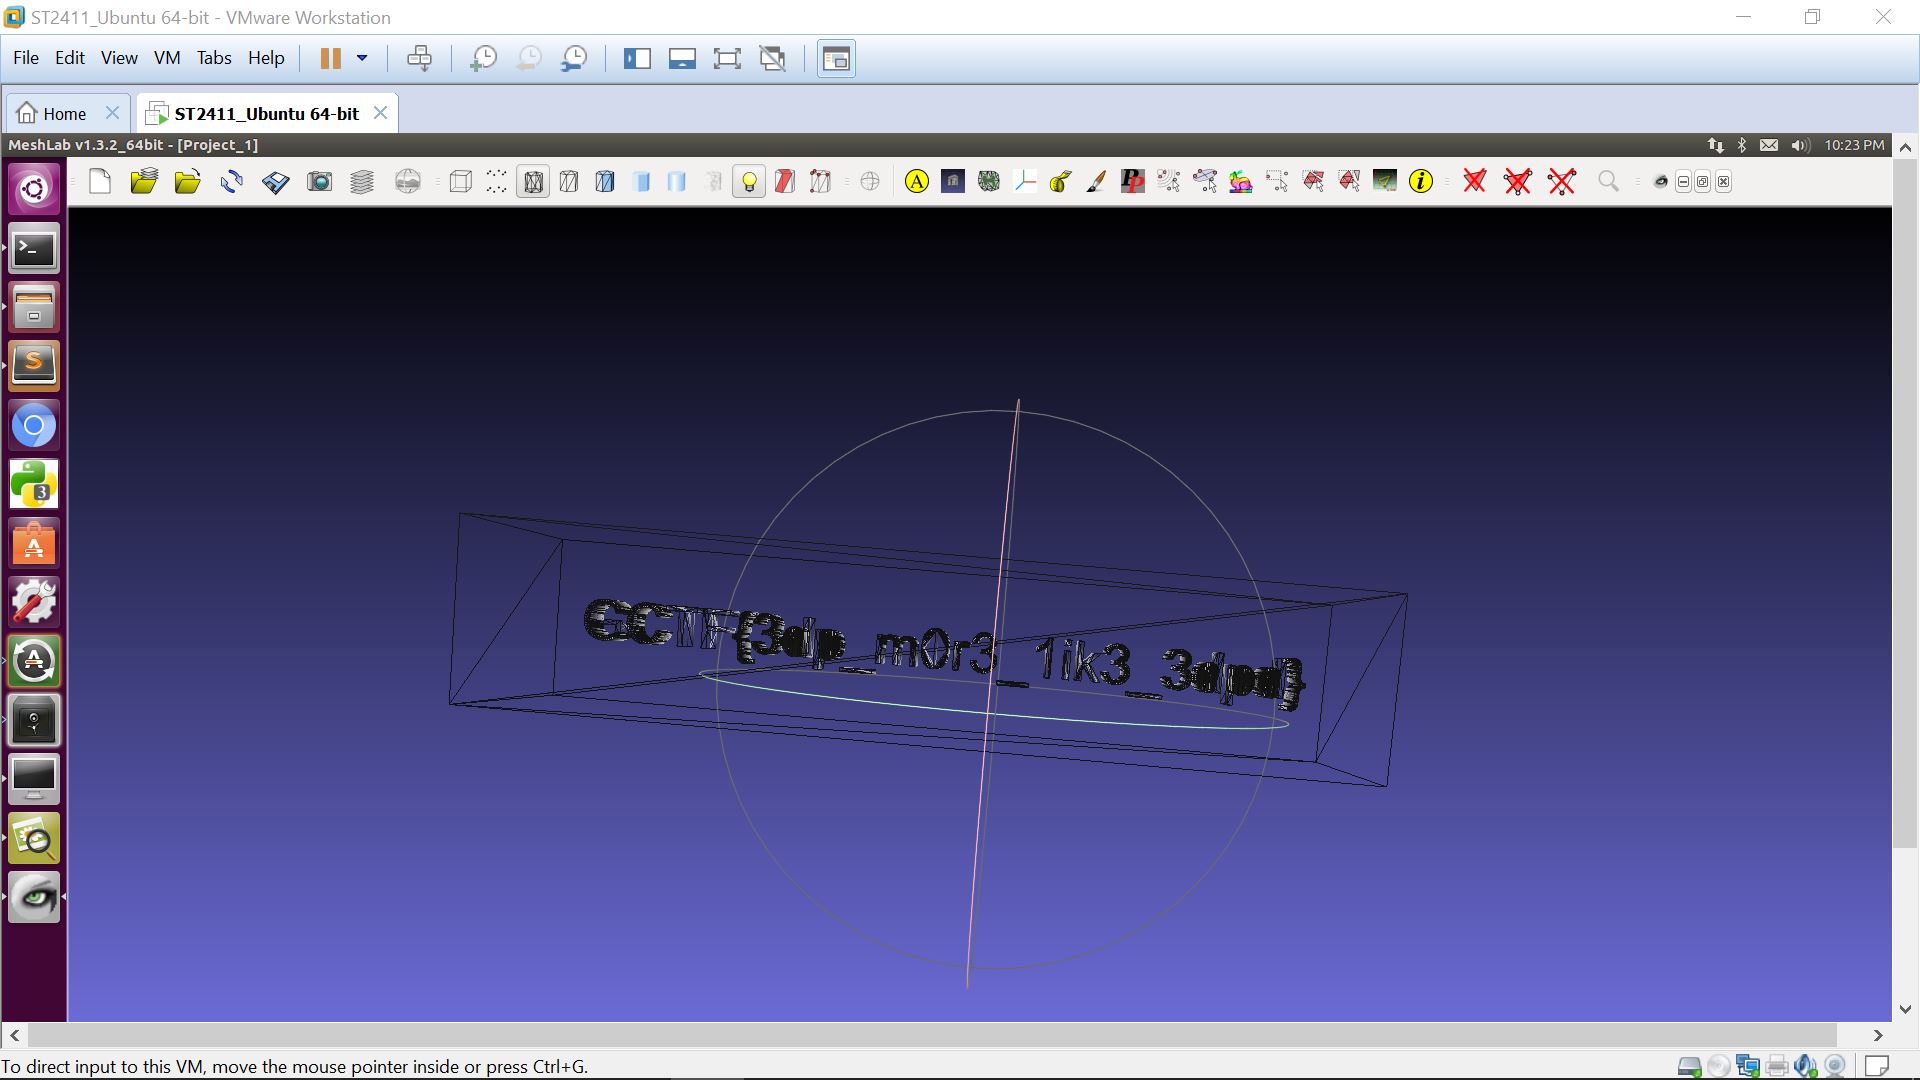 ST2411_Ubuntu 64-bit - VMware Workstation
File Edit View VM Tabs Help
Home ST2411_Ubuntu 64-bit
MeshLab v1.3.2_64bit - [Project_1] 10:23 PM
GCTF{3dp_m0r3_1ik3_3dpd}
To direct input to this VM, move the mouse pointer inside or press Ctrl+G.